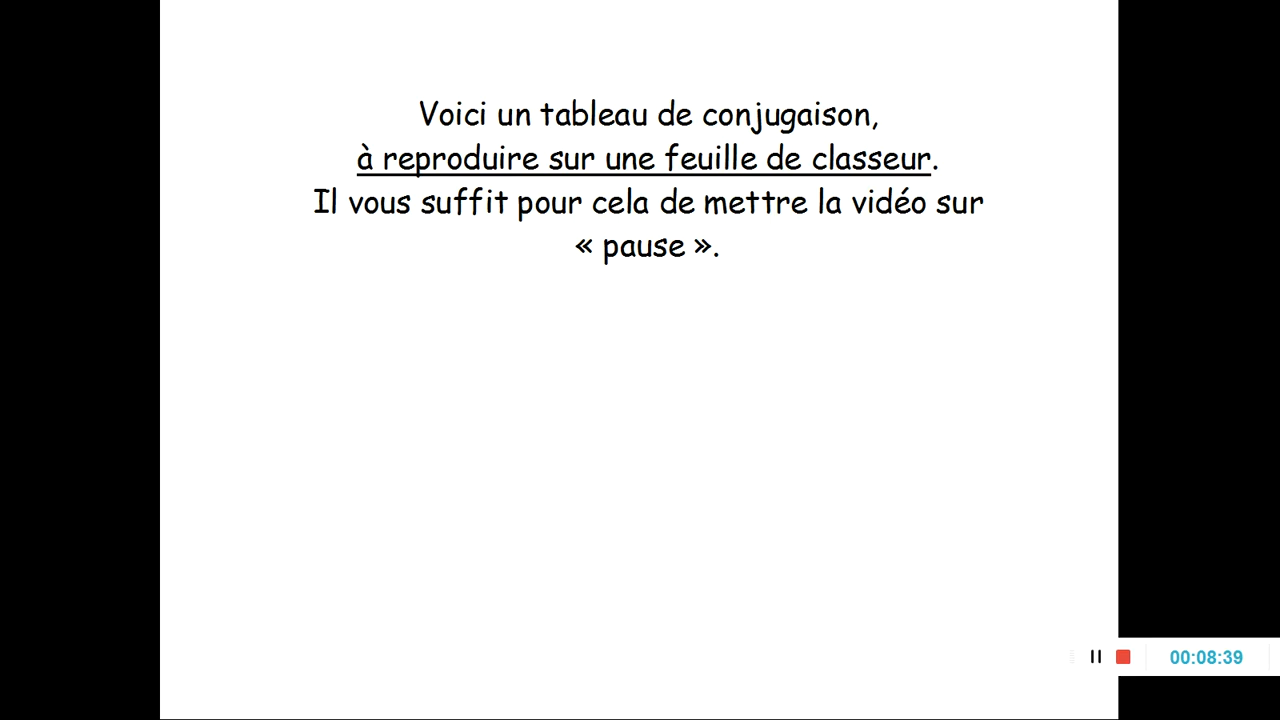 Voici un tableau de conjugaison,
à reproduire sur une feuille de classeur.
Il vous suffit pour cela de mettre la vidéo sur
« pause ».
00:08:39